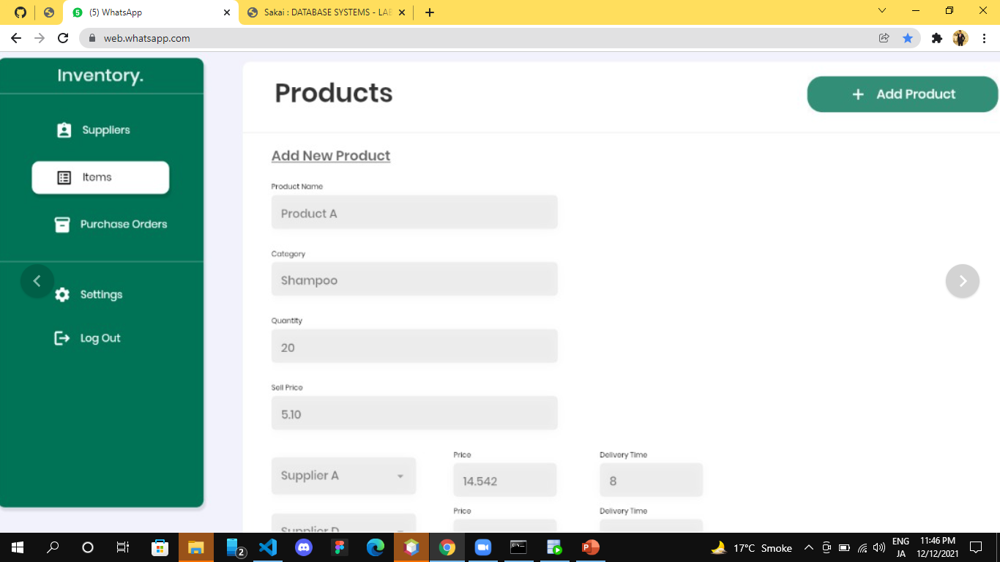 (5) WhatsApp
Sakai : DATABASE SYSTEMS - LAB
web.whatsapp.com
Inventory.
Suppliers
Items
Purchase Orders
Settings
Log Out
Products
+ Add Product
Add New Product
Product Name
Product A
Category
Shampoo
Quantity
20
Sell Price
5.10
Price
Delivery Time
Supplier A
14.542
8
Price
Delivery Time
Supplier D
2
17°C Smoke
ENG
JA
11:46 PM
12/12/2021